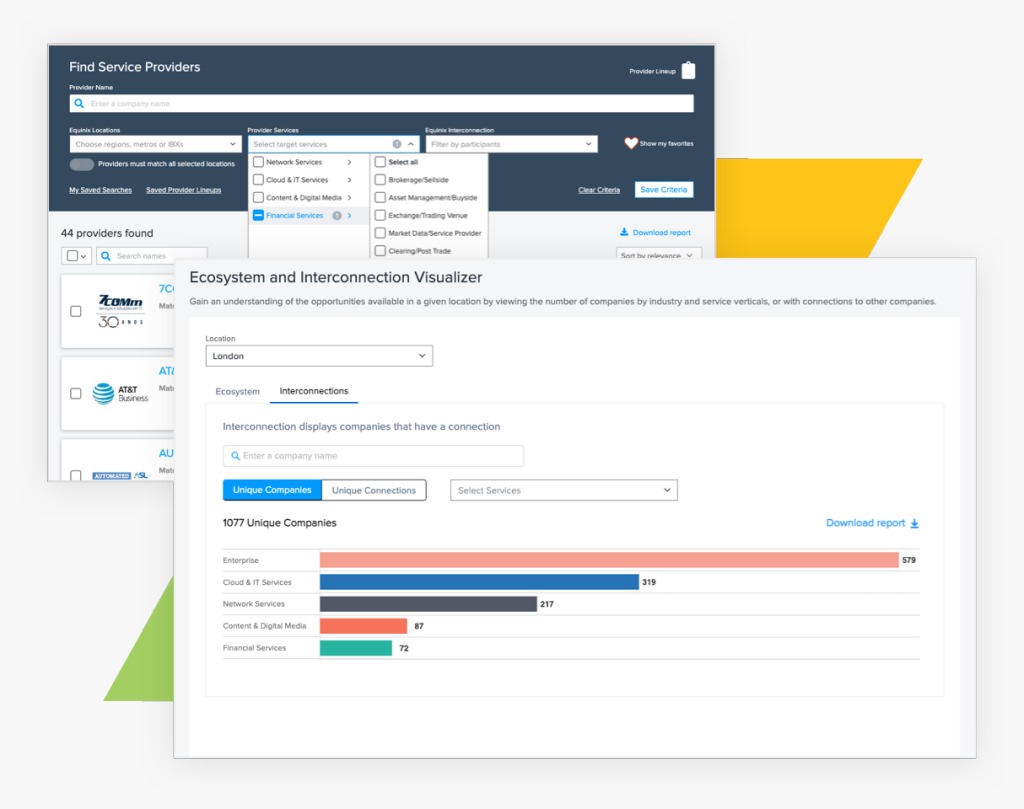 Find Service Providers
Provider Lineup
Provider Name
Enter a company name
Equinix Locations
Provider Services
Equinix Interconnection
Choose regions, metros or IBXs
Select target services
1
Filter by participants
Show my favorites
Providers must match all selected locations
Network Services
Select all
Cloud & IT Services
Brokerage/Sellside
My Saved Searches
Saved Provider Lineups
Content & Digital Media
Asset Management/Buyside
Clear Criteria
Save Criteria
Financial Services
Exchange/Trading Venue
44 providers found
Market Data/Service Provider
Download report
Search names
Clearing/Post Trade
Sort by relevance
7COMm
30 ANOS
7C
Mat
AT&T
Business
AT&
Mat
AUTOMATED ASL
AU
Mat
Ecosystem and Interconnection Visualizer
Gain an understanding of the opportunities available in a given location by viewing the number of companies by industry and service verticals, or with connections to other companies.
Location
London
Ecosystem
Interconnections
Interconnection displays companies that have a connection
Enter a company name
Unique Companies
Unique Connections
Select Services
1077 Unique Companies
Download report
Enterprise 579
Cloud & IT Services 319
Network Services 217
Content & Digital Media 87
Financial Services 72